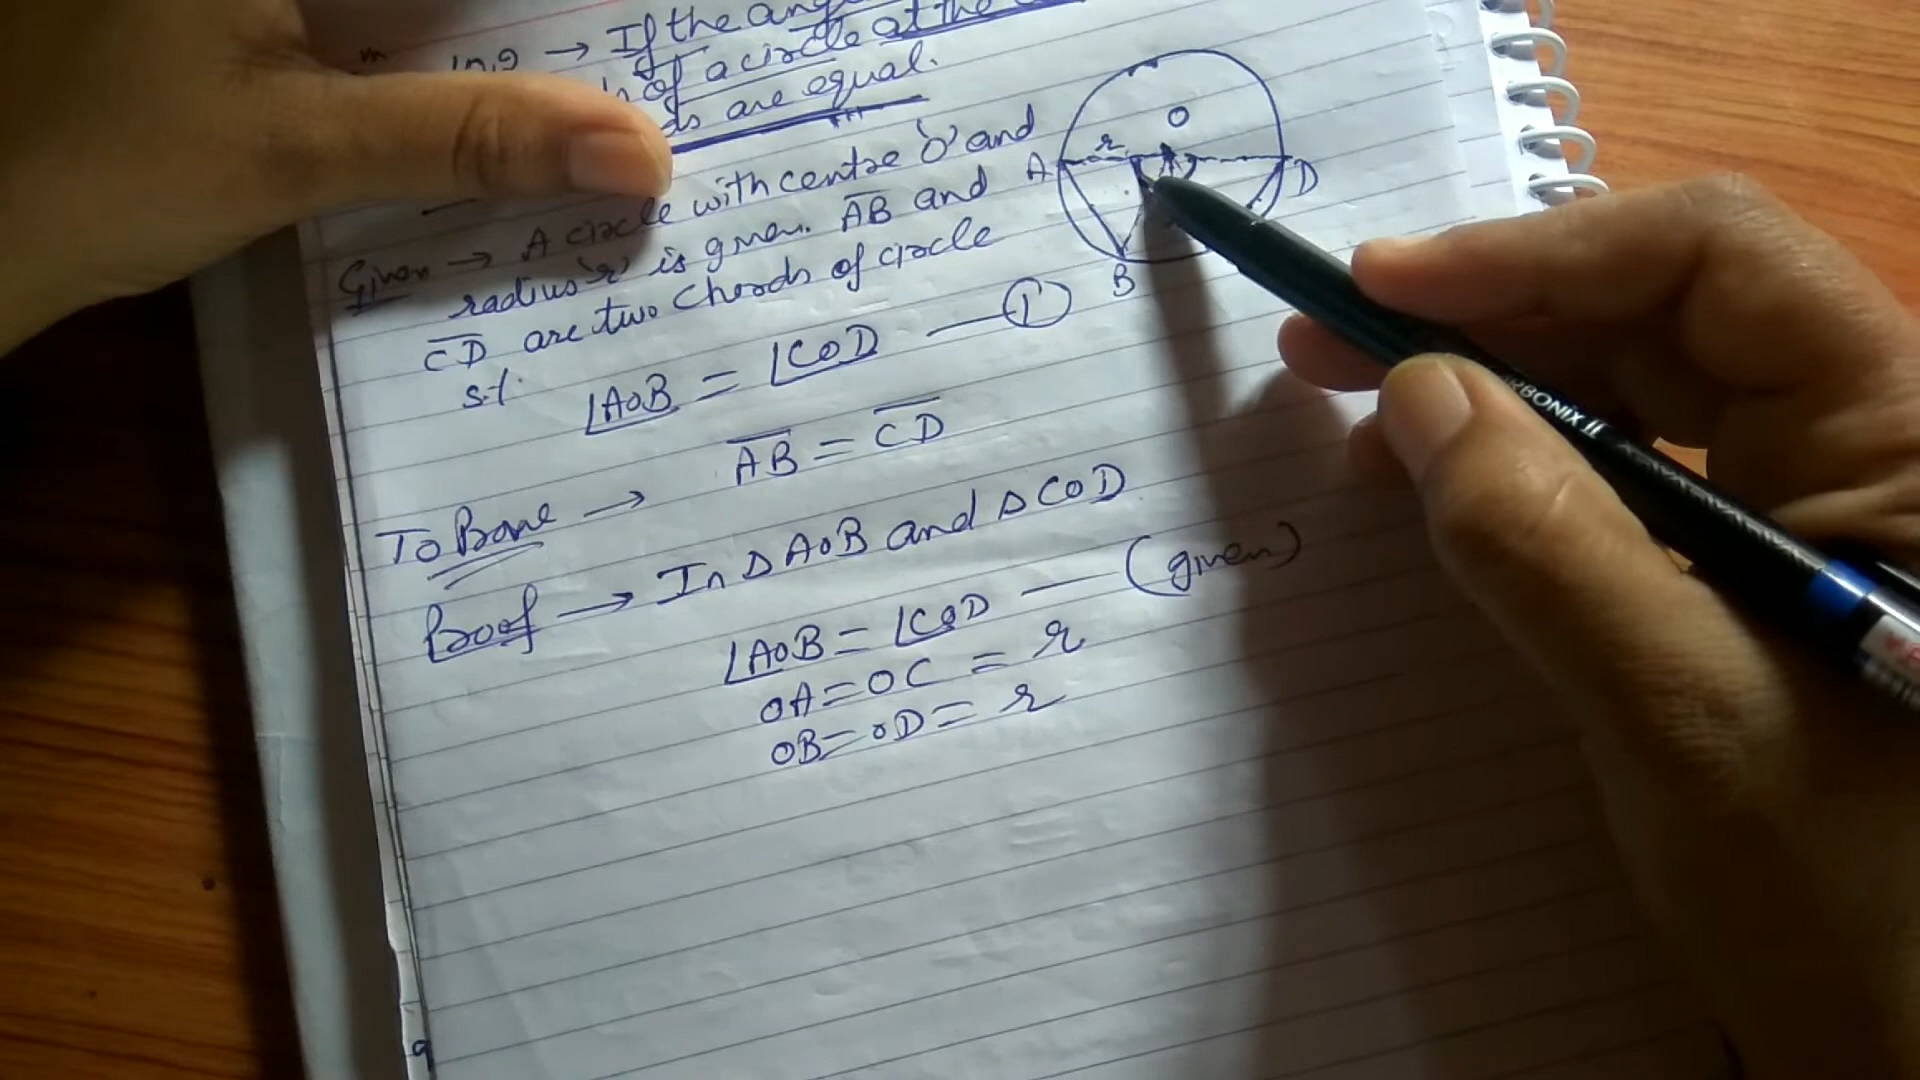 → If the
of a circle at the
are equal.
Given → A circle with centre 'O' and
radius 'r' is given. AB and
CD are two Chords of circle
s.t.
∠AOB = ∠COD — ①
To Prove → AB = CD
Proof → In Δ AOB and Δ COD
∠AOB = ∠COD — (given)
OA = OC = r
OB = OD = r
O
r
A
D
B